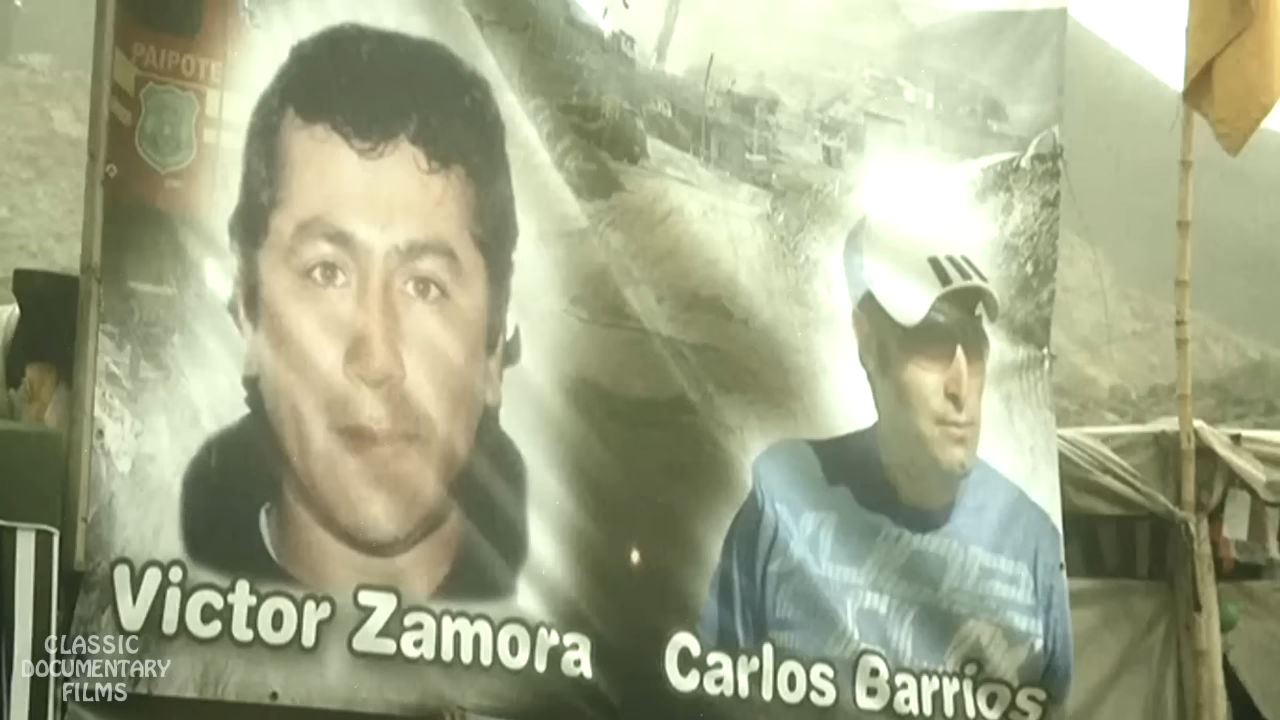 PAIPOTE
Victor Zamora
Carlos Barrios
CLASSIC
DOCUMENTARY
FILMS